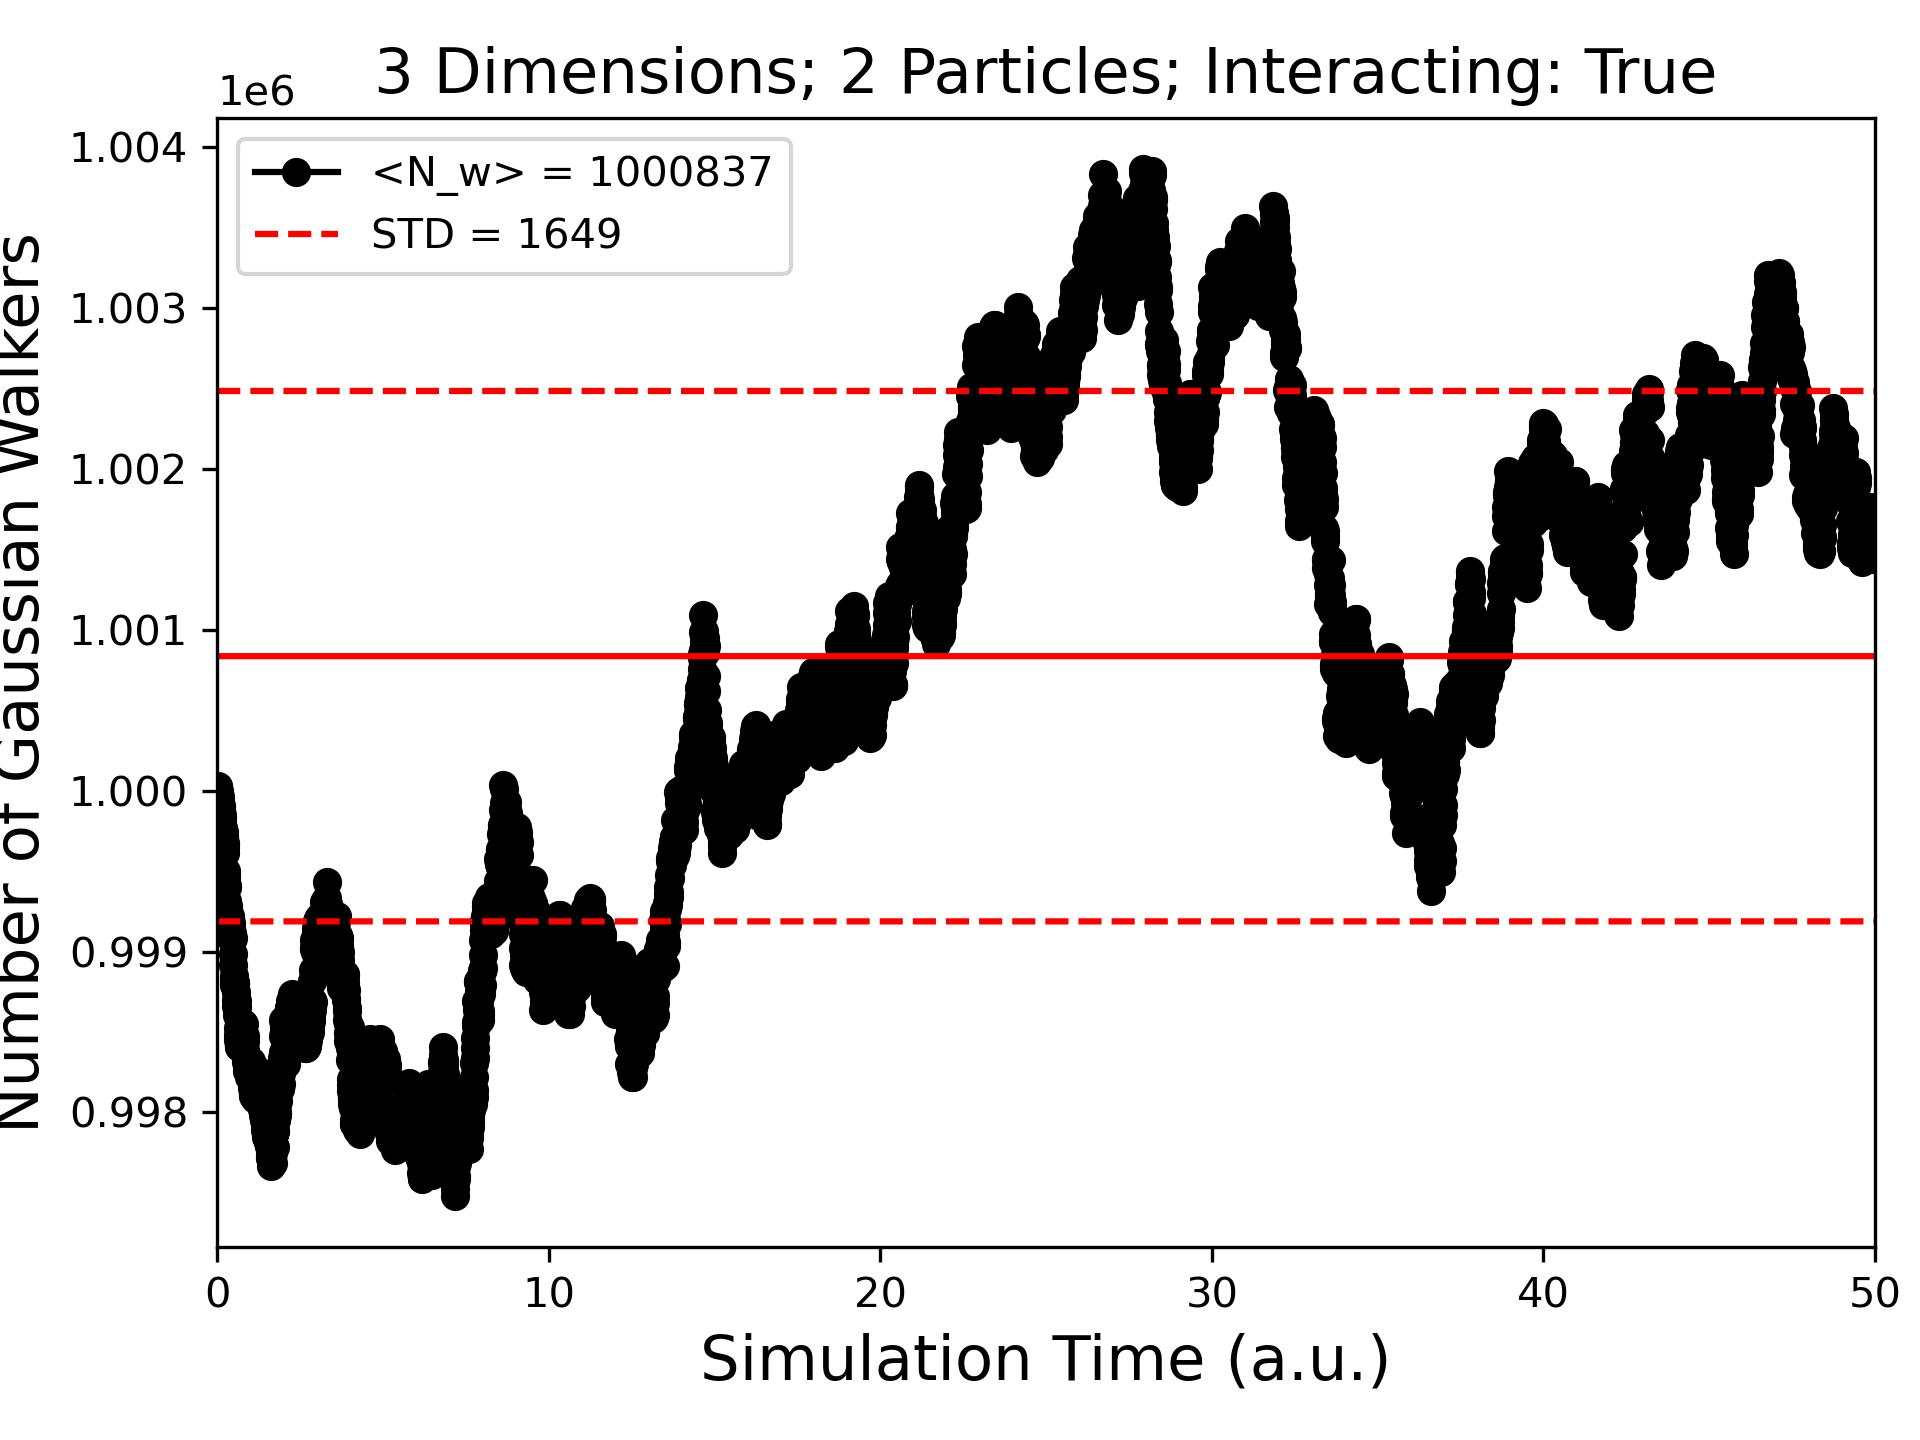 3 Dimensions; 2 Particles; Interacting: True
1e6
<N_w> = 1000837
STD = 1649
1.004
1.003
1.002
1.001
1.000
0.999
0.998
Number of Gaussian Walkers
0 10 20 30 40 50
Simulation Time (a.u.)